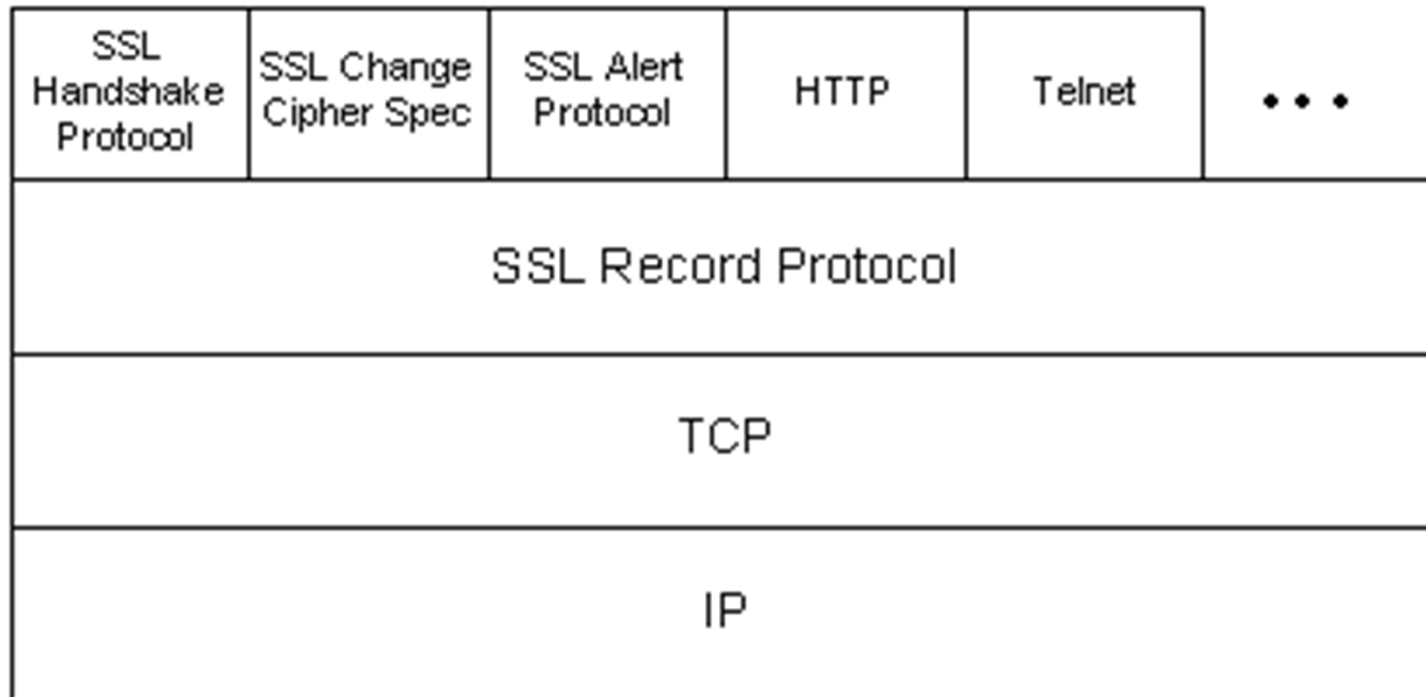 SSL
Handshake
Protocol
SSL Change
Cipher Spec
SSL Alert
Protocol
HTTP
Telnet
...
SSL Record Protocol
TCP
IP